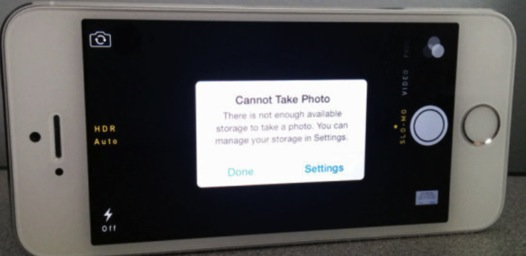 HDR
Auto
Off
Cannot Take Photo
There is not enough available
storage to take a photo. You can
manage your storage in Settings.
Done
Settings
SLO-MO
VIDEO